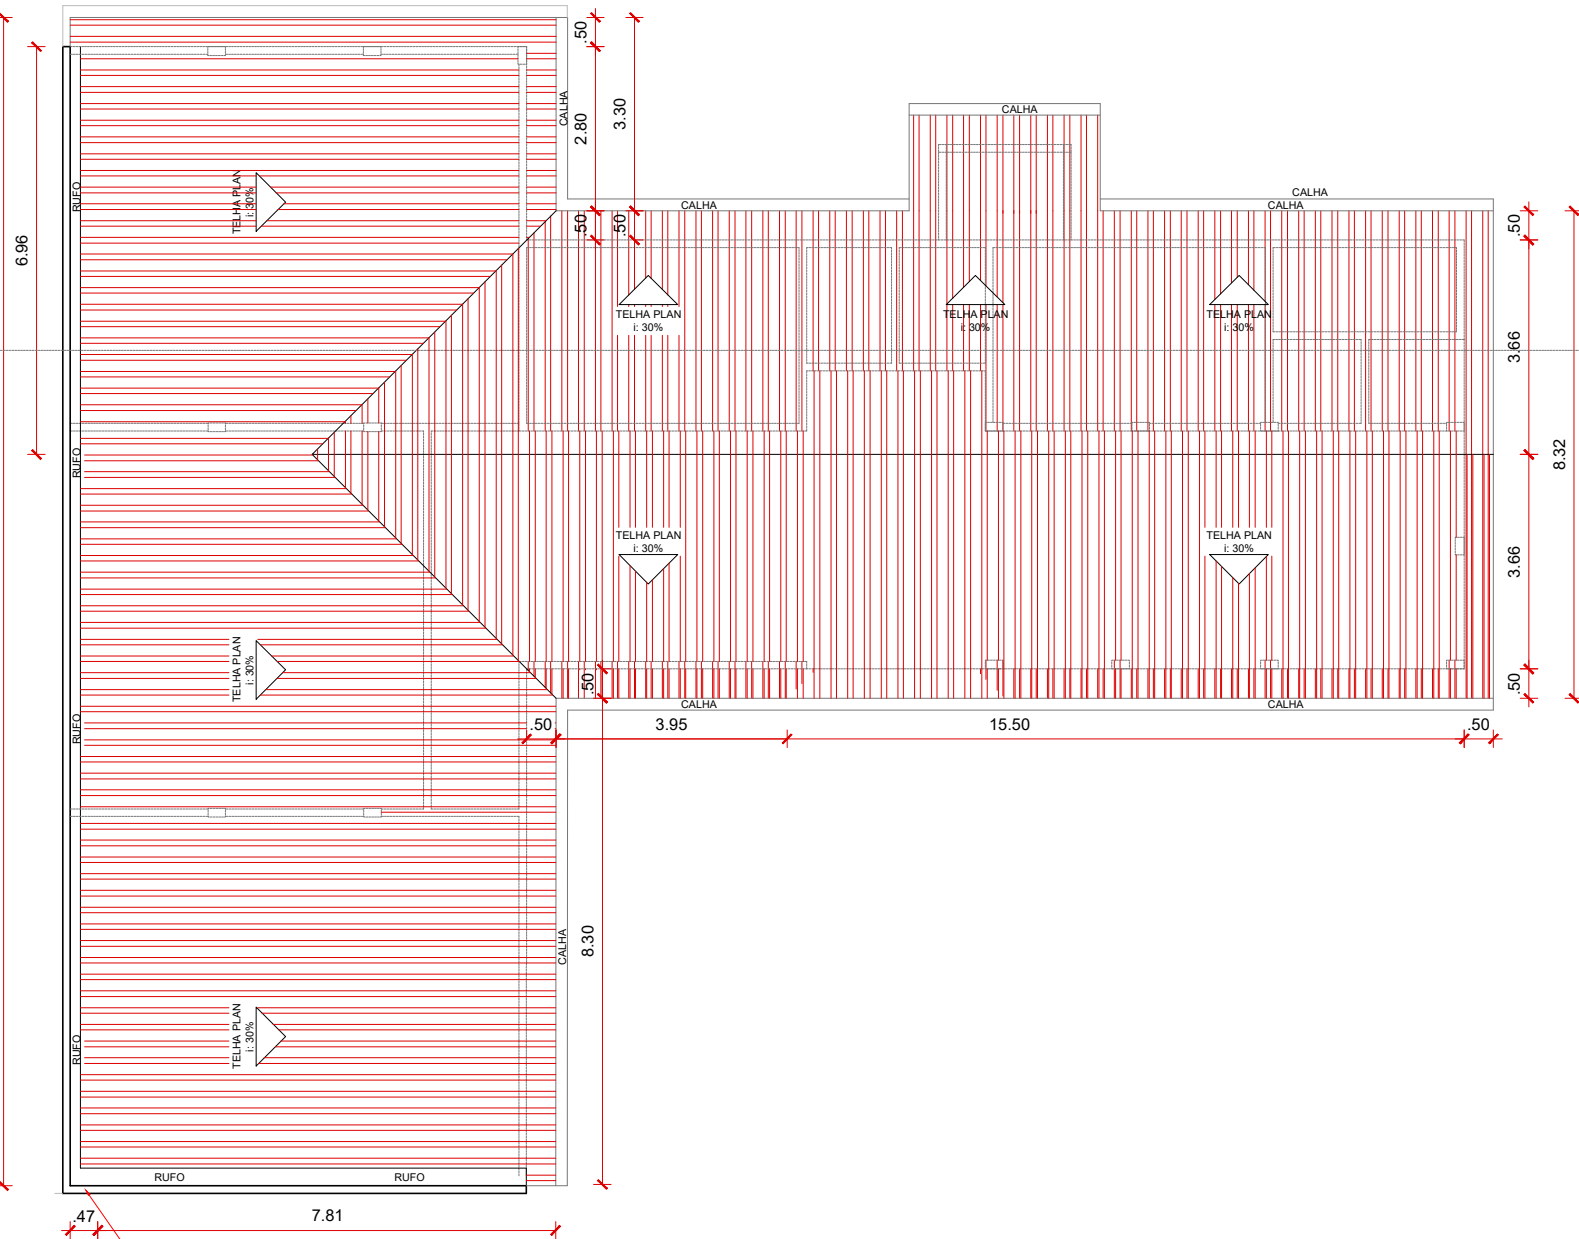 .50
CALHA
3.30
2.80
CALHA
TELHA PLAN
i: 30%
RUFO
CALHA
CALHA
CALHA
.50
.50
.50
6.96
TELHA PLAN
i: 30%
TELHA PLAN
i: 30%
TELHA PLAN
i: 30%
3.66
RUFO
8.32
TELHA PLAN
i: 30%
TELHA PLAN
i: 30%
3.66
TELHA PLAN
i: 30%
.50
.50
CALHA
CALHA
RUFO
.50
3.95
15.50
.50
CALHA
8.30
TELHA PLAN
i: 30%
RUFO
RUFO
RUFO
.47
7.81